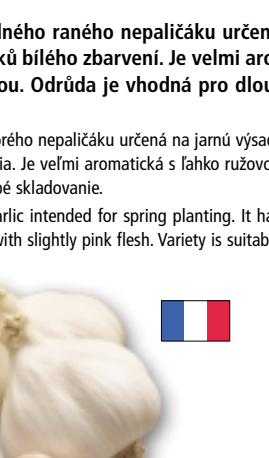 dného raného nepaličáku určen
ků bílého zbarvení. Je velmi aro
ou. Odrůda je vhodná pro dlou
orého nepaličáku určená na jarnú výsad
ia. Je veľmi aromatická s ľahko ružovo
bé skladovanie.
arlic intended for spring planting. It ha
with slightly pink flesh. Variety is suitab